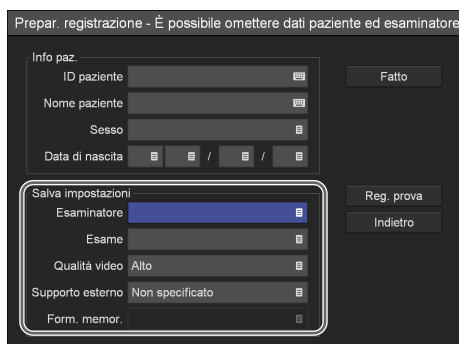 Prepar. registrazione - È possibile omettere dati paziente ed esaminatore
Info paz.
ID paziente
Fatto
Nome paziente
Sesso
Data di nascita / /
Salva impostazioni
Reg. prova
Esaminatore
Indietro
Esame
Qualità video Alto
Supporto esterno Non specificato
Form. memor.